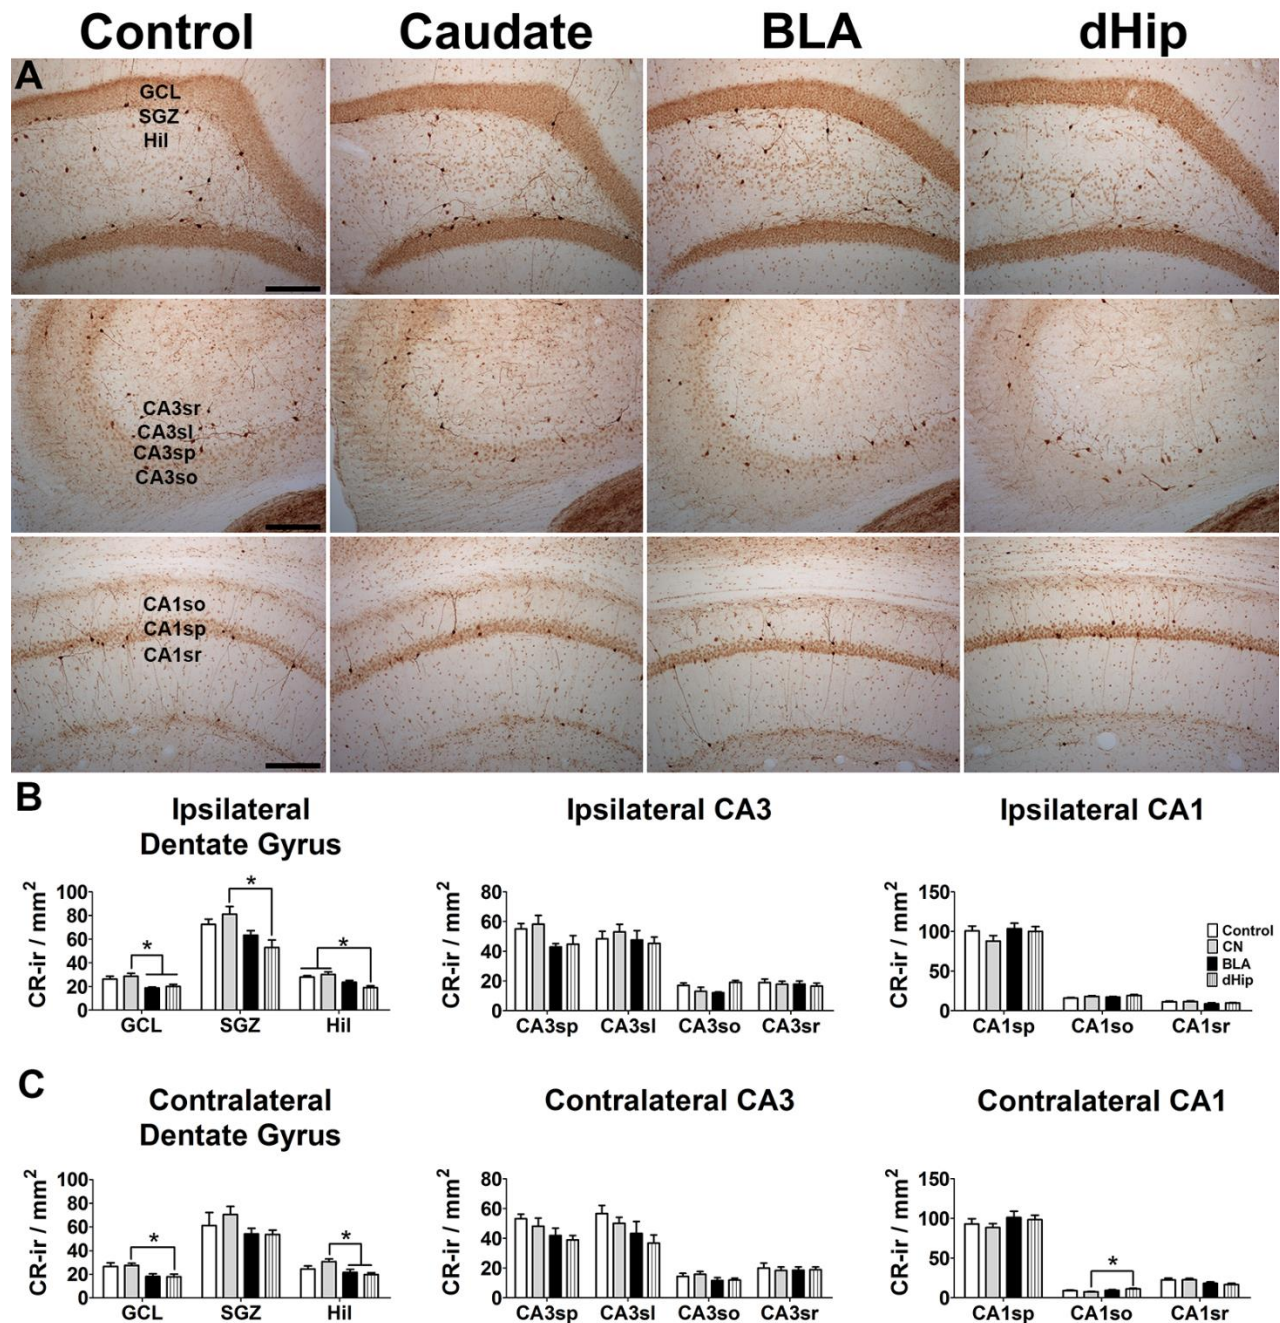 Control Caudate BLA dHip
A
GCL
SGZ
Hil
CA3sr
CA3sl
CA3sp
CA3so
CA1so
CA1sp
CA1sr
B
Ipsilateral
Dentate Gyrus
CR-ir / mm2
100
80
60
40
20
0
*
*
*
GCL SGZ Hil
Ipsilateral CA3
CR-ir / mm2
80
60
40
20
0
CA3sp CA3sl CA3so CA3sr
Ipsilateral CA1
CR-ir / mm2
150
100
50
0
CA1sp CA1so CA1sr
Control
CN
BLA
dHip
C
Contralateral
Dentate Gyrus
CR-ir / mm2
100
80
60
40
20
0
*
*
GCL SGZ Hil
Contralateral CA3
CR-ir / mm2
80
60
40
20
0
CA3sp CA3sl CA3so CA3sr
Contralateral CA1
CR-ir / mm2
150
100
50
0
*
CA1sp CA1so CA1sr